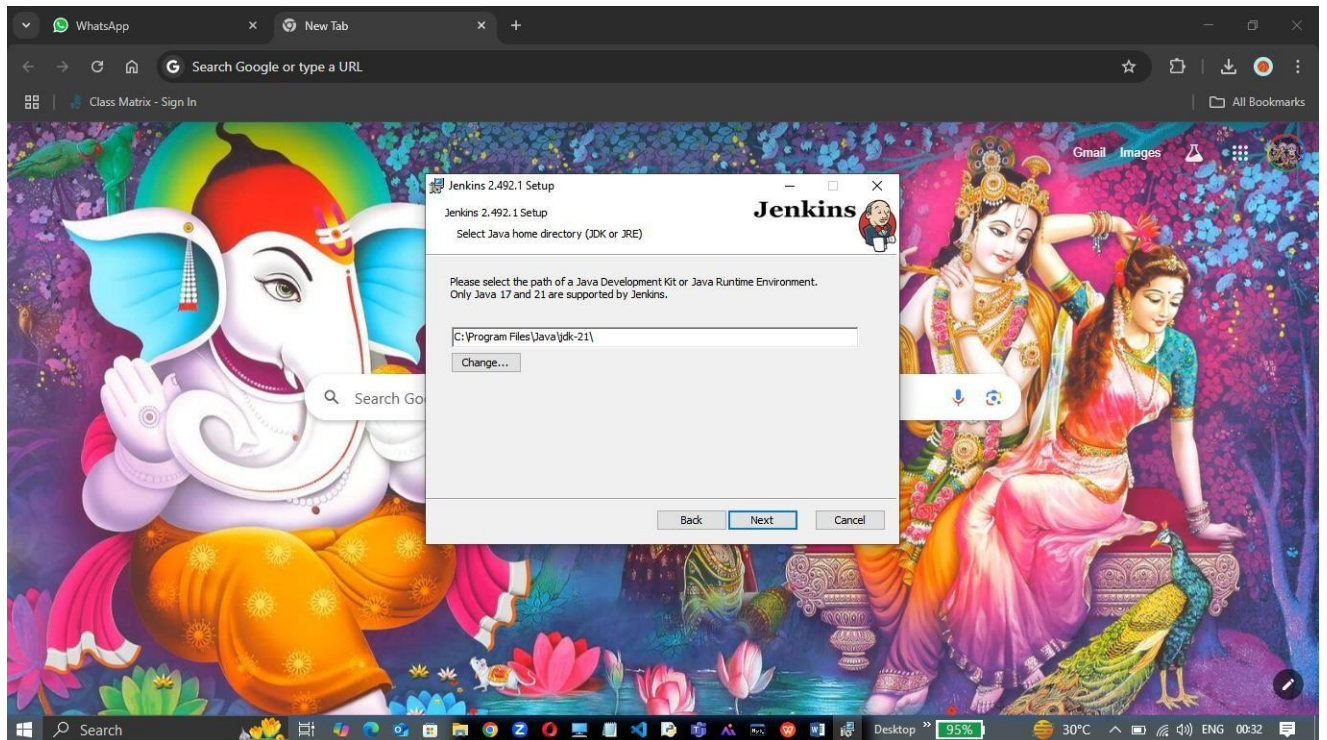 WhatsApp
New Tab
Search Google or type a URL
Class Matrix - Sign In
All Bookmarks
Gmail Images
Jenkins 2.492.1 Setup
Jenkins 2.492.1 Setup
Jenkins
Select Java home directory (JDK or JRE)
Please select the path of a Java Development Kit or Java Runtime Environment.
Only Java 17 and 21 are supported by Jenkins.
C:\Program Files\Java\jdk-21\
Change...
Search Go
Back Next Cancel
Search
Desktop
95%
30°C
ENG
00:32